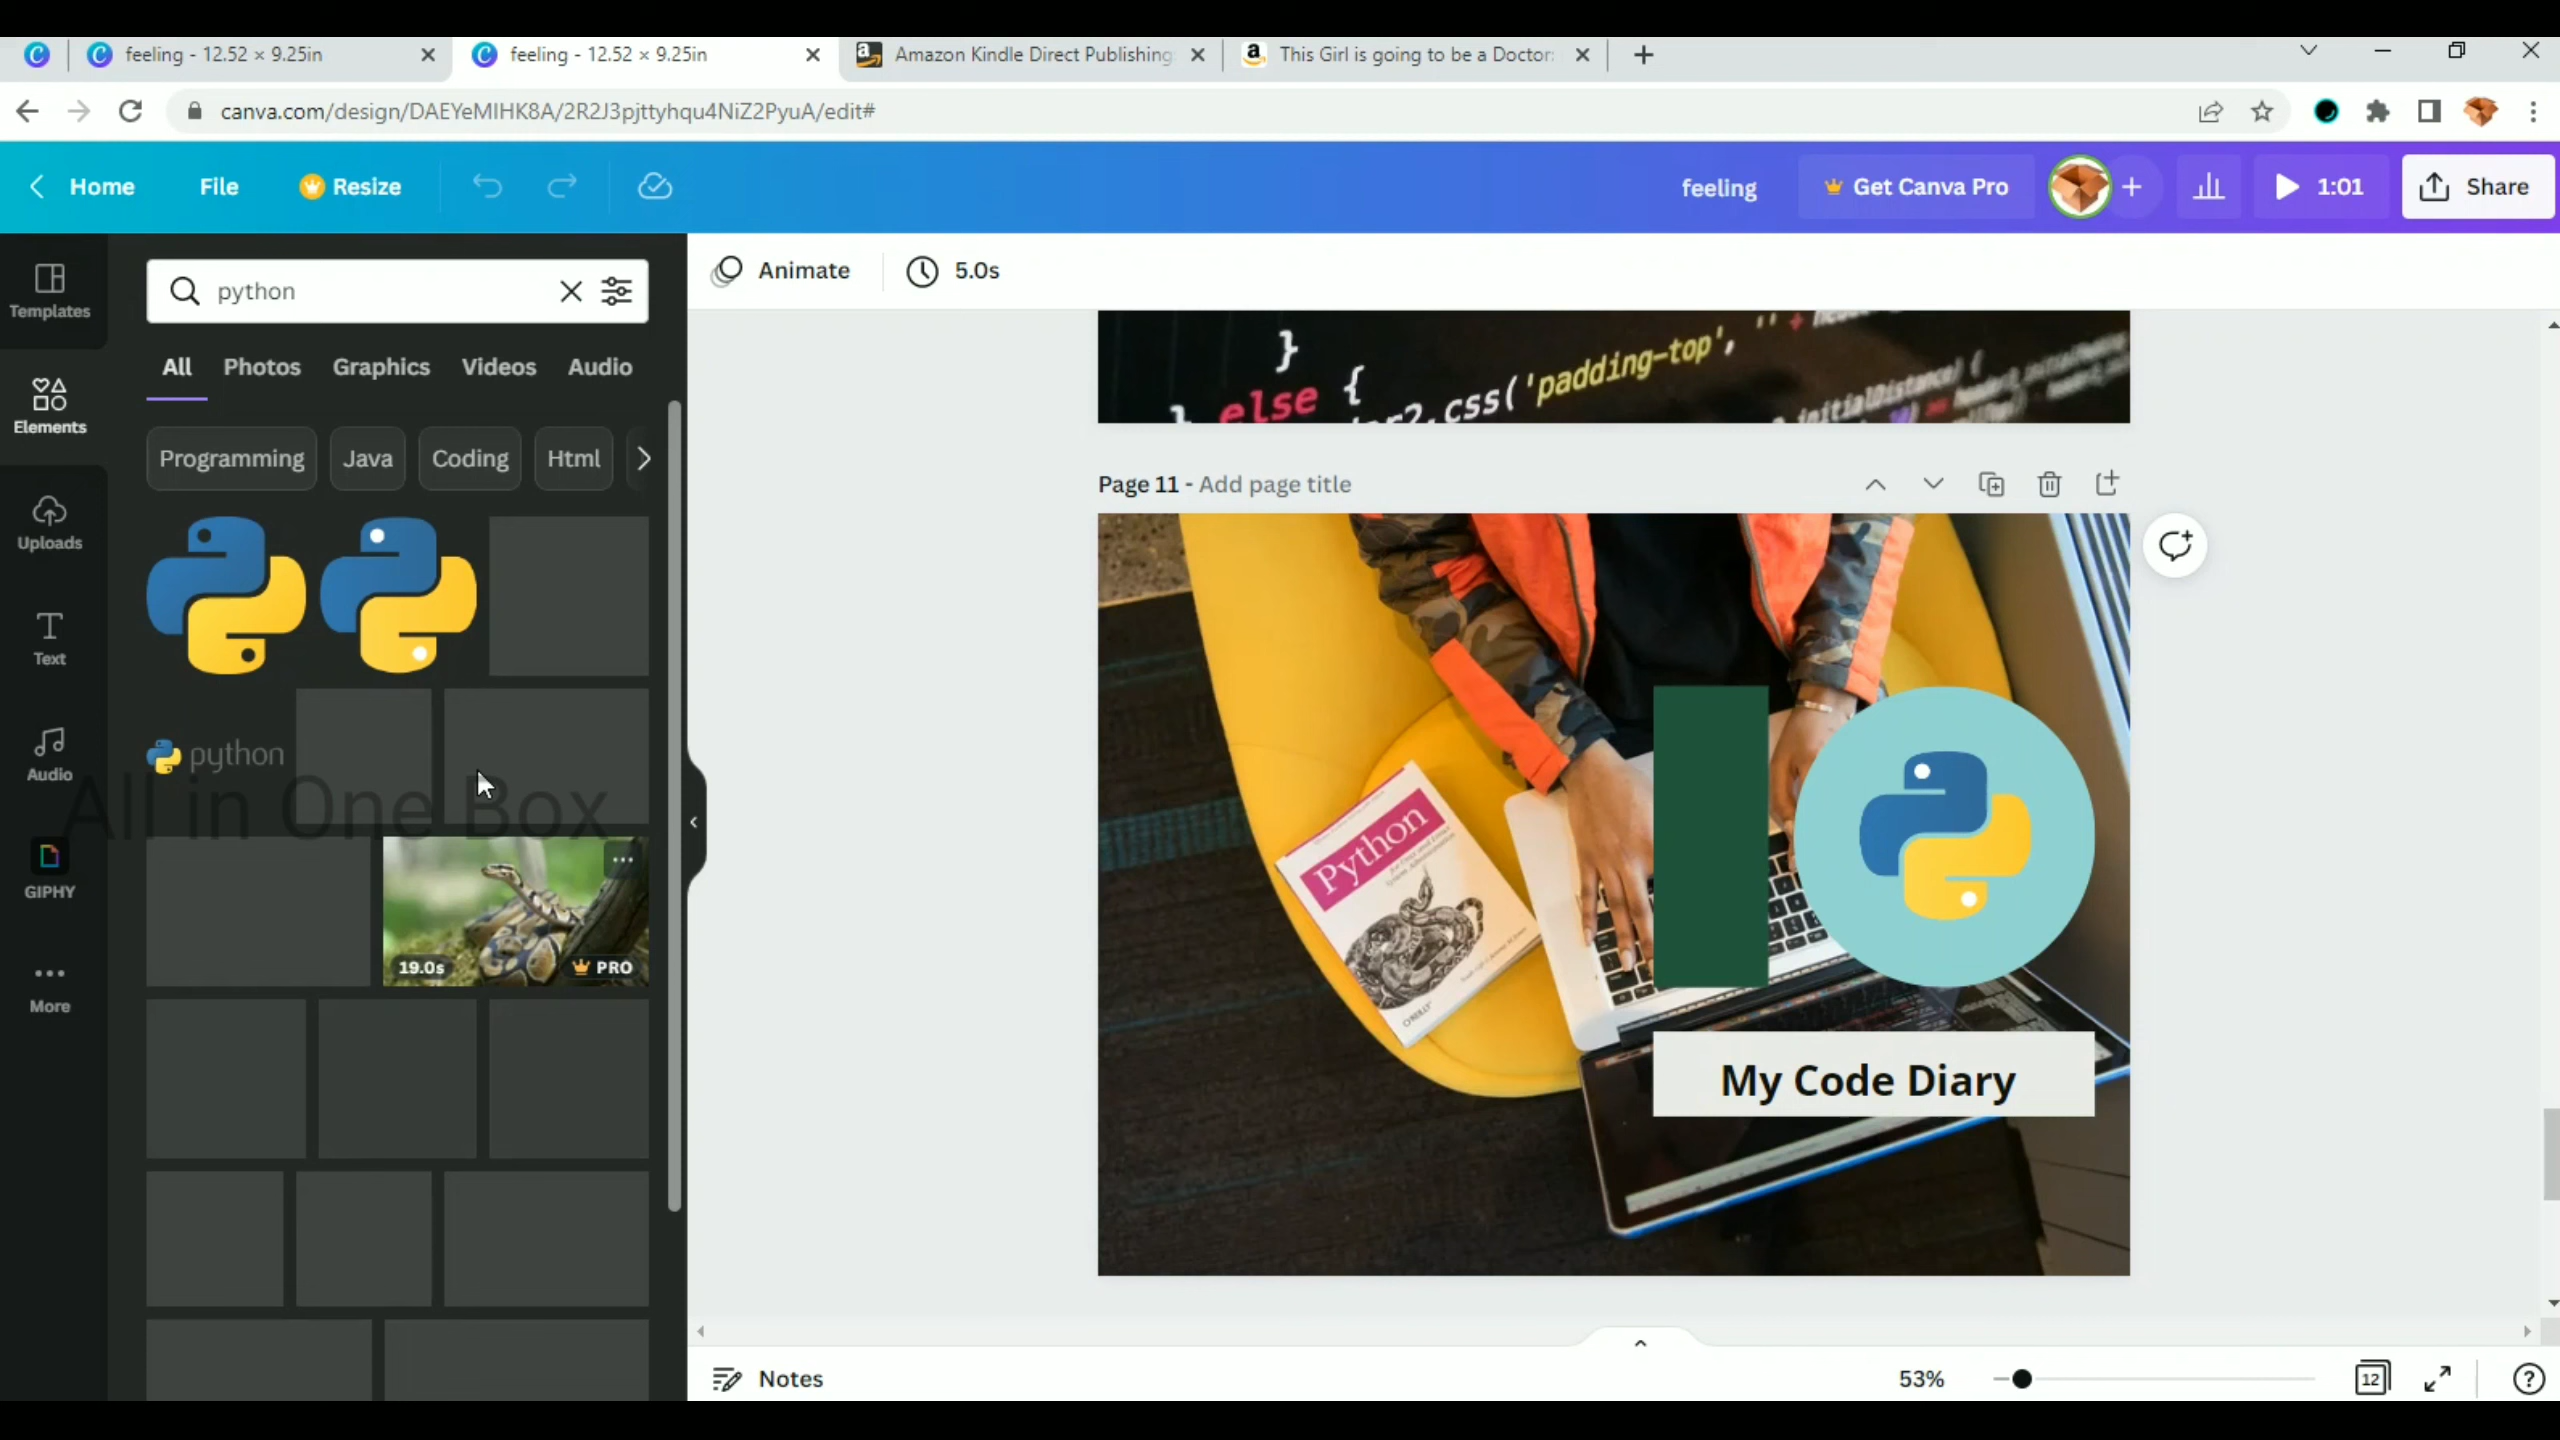 feeling - 12.52 × 9.25in
feeling - 12.52 × 9.25in
Amazon Kindle Direct Publishing
This Girl is going to be a Doctor:
canva.com/design/DAEYeMIHK8A/2R2J3pjttyhqu4NiZ2PyuA/edit#
Home
File
Resize
feeling
Get Canva Pro
1:01
Share
Templates
Elements
Uploads
Text
Audio
GIPHY
More
python
All
Photos
Graphics
Videos
Audio
Programming
Java
Coding
Html
python
All in One Box
19.0s
PRO
Animate
5.0s
}
} else {
css('padding-top', '' +
initialDistance) {
Page 11 - Add page title
Python
O'REILLY
My Code Diary
Notes
53%
12